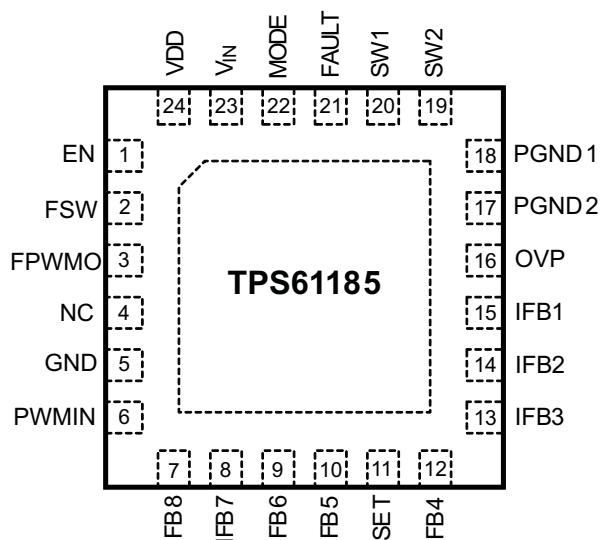 VDD VIN MODE FAULT SW1 SW2
24 23 22 21 20 19
EN 1 18 PGND1
FSW 2 17 PGND2
FPWMO 3 16 OVP
TPS61185
NC 4 15 IFB1
GND 5 14 IFB2
PWMIN 6 13 IFB3
7 8 9 10 11 12
FB8 IFB7 FB6 FB5 SET FB4